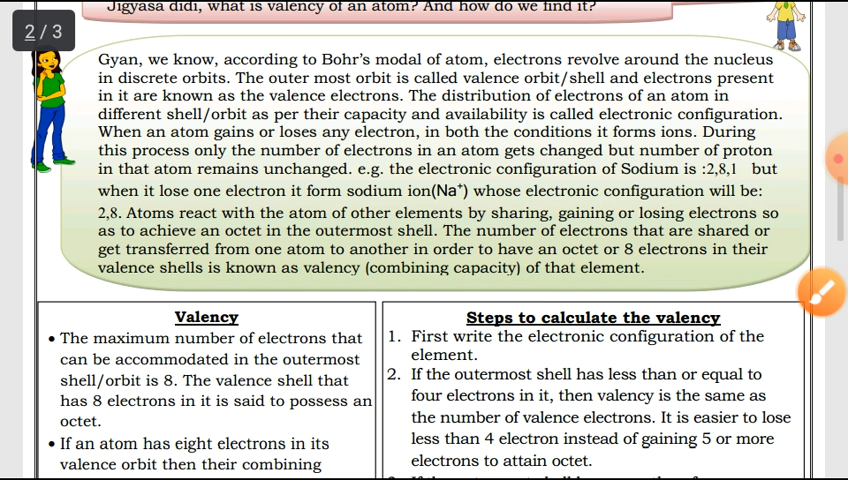 Jigyasa didi, what is valency of an atom? And how do we find it?
2 / 3
Gyan, we know, according to Bohr's modal of atom, electrons revolve around the nucleus
in discrete orbits. The outer most orbit is called valence orbit/shell and electrons present
in it are known as the valence electrons. The distribution of electrons of an atom in
different shell/orbit as per their capacity and availability is called electronic configuration.
When an atom gains or loses any electron, in both the conditions it forms ions. During
this process only the number of electrons in an atom gets changed but number of proton
in that atom remains unchanged. e.g. the electronic configuration of Sodium is :2,8,1 but
when it lose one electron it form sodium ion(Na⁺) whose electronic configuration will be:
2,8. Atoms react with the atom of other elements by sharing, gaining or losing electrons so
as to achieve an octet in the outermost shell. The number of electrons that are shared or
get transferred from one atom to another in order to have an octet or 8 electrons in their
valence shells is known as valency (combining capacity) of that element.
Valency
• The maximum number of electrons that
can be accommodated in the outermost
shell/orbit is 8. The valence shell that
has 8 electrons in it is said to possess an
octet.
• If an atom has eight electrons in its
valence orbit then their combining
Steps to calculate the valency
1. First write the electronic configuration of the
element.
2. If the outermost shell has less than or equal to
four electrons in it, then valency is the same as
the number of valence electrons. It is easier to lose
less than 4 electron instead of gaining 5 or more
electrons to attain octet.